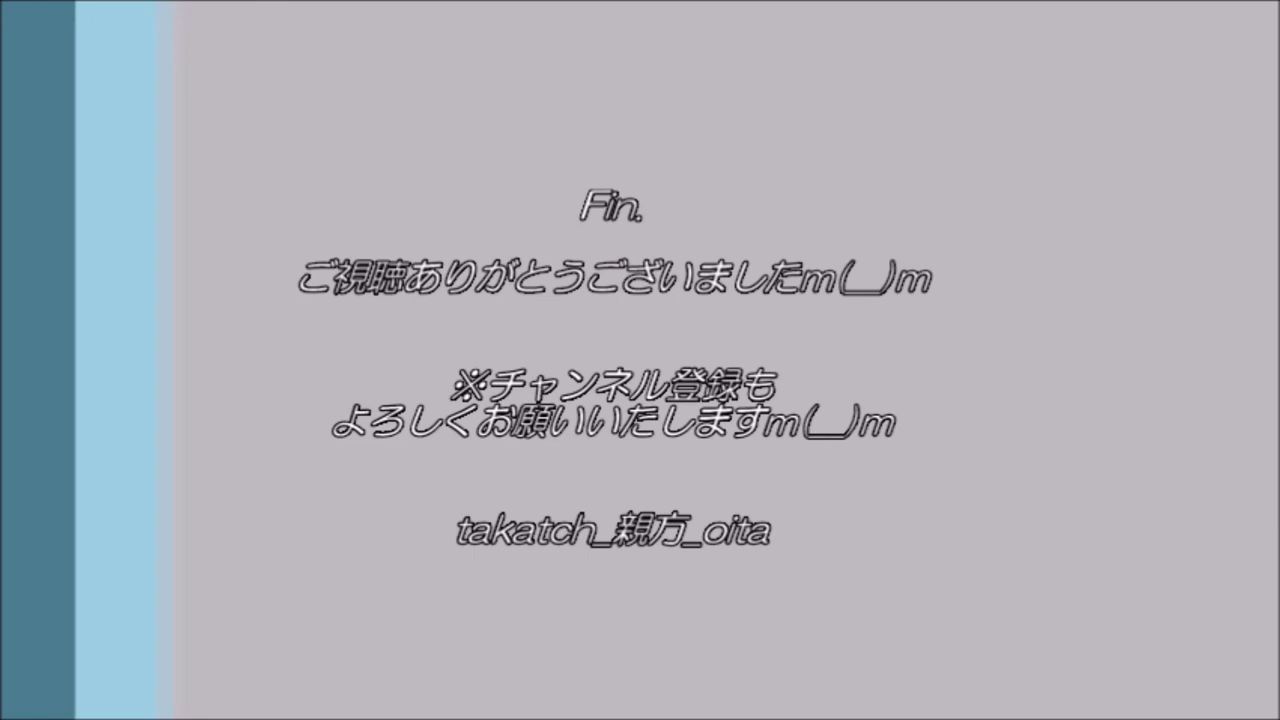 Fin.
ご視聴ありがとうございましたm(__)m
※チャンネル登録も
よろしくお願いいたしますm(__)m
takatch_親方_oita